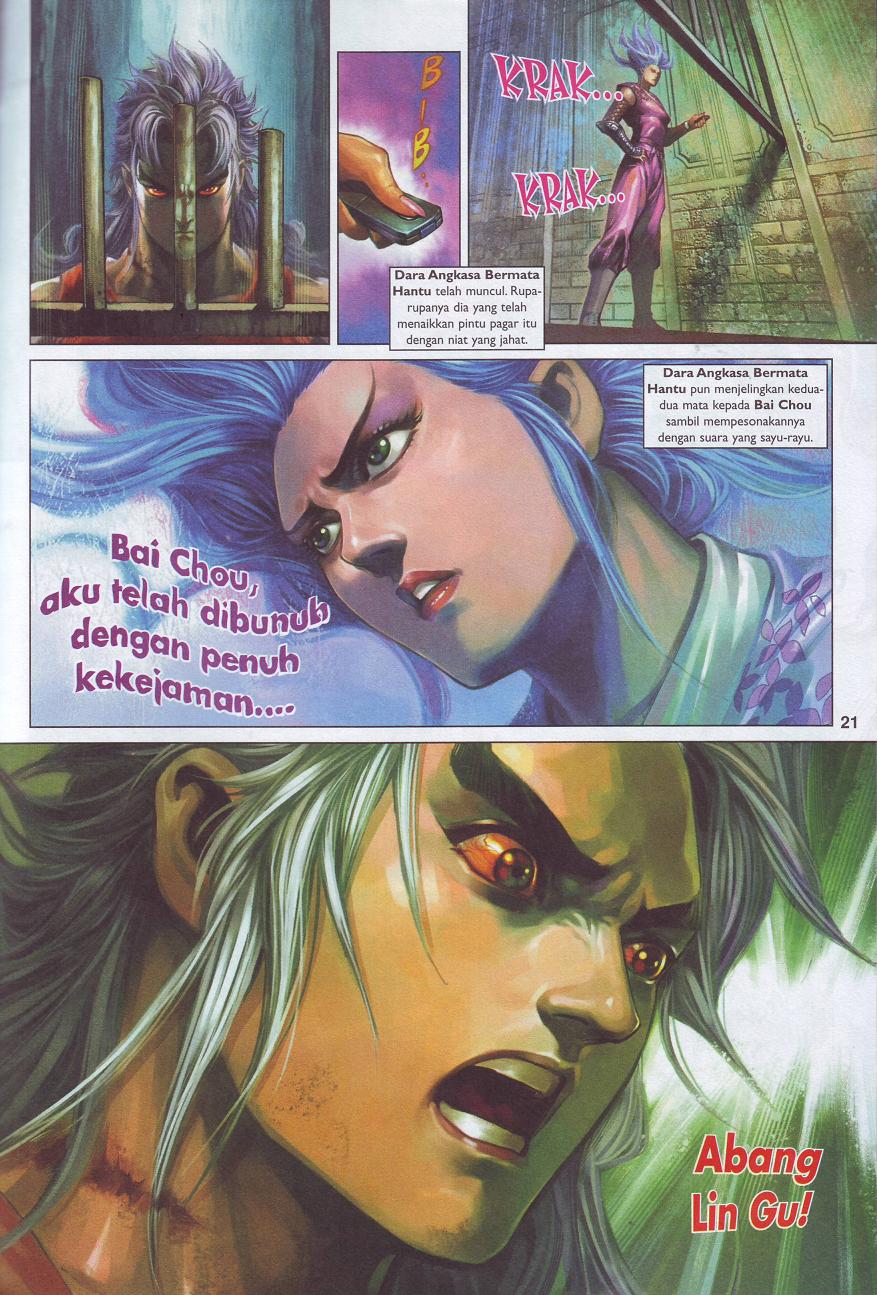 BIB..
KRAK...
KRAK...
Dara Angkasa Bermata
Hantu telah muncul. Rupa-
rupanya dia yang telah
menaikkan pintu pagar itu
dengan niat yang jahat.
Dara Angkasa Bermata
Hantu pun menjelingkan kedua-
dua mata kepada Bai Chou
sambil mempesonakannya
dengan suara yang sayu-rayu.
Bai Chou,
aku telah dibunuh
dengan penuh
kekejaman....
21
Abang
Lin Gu!